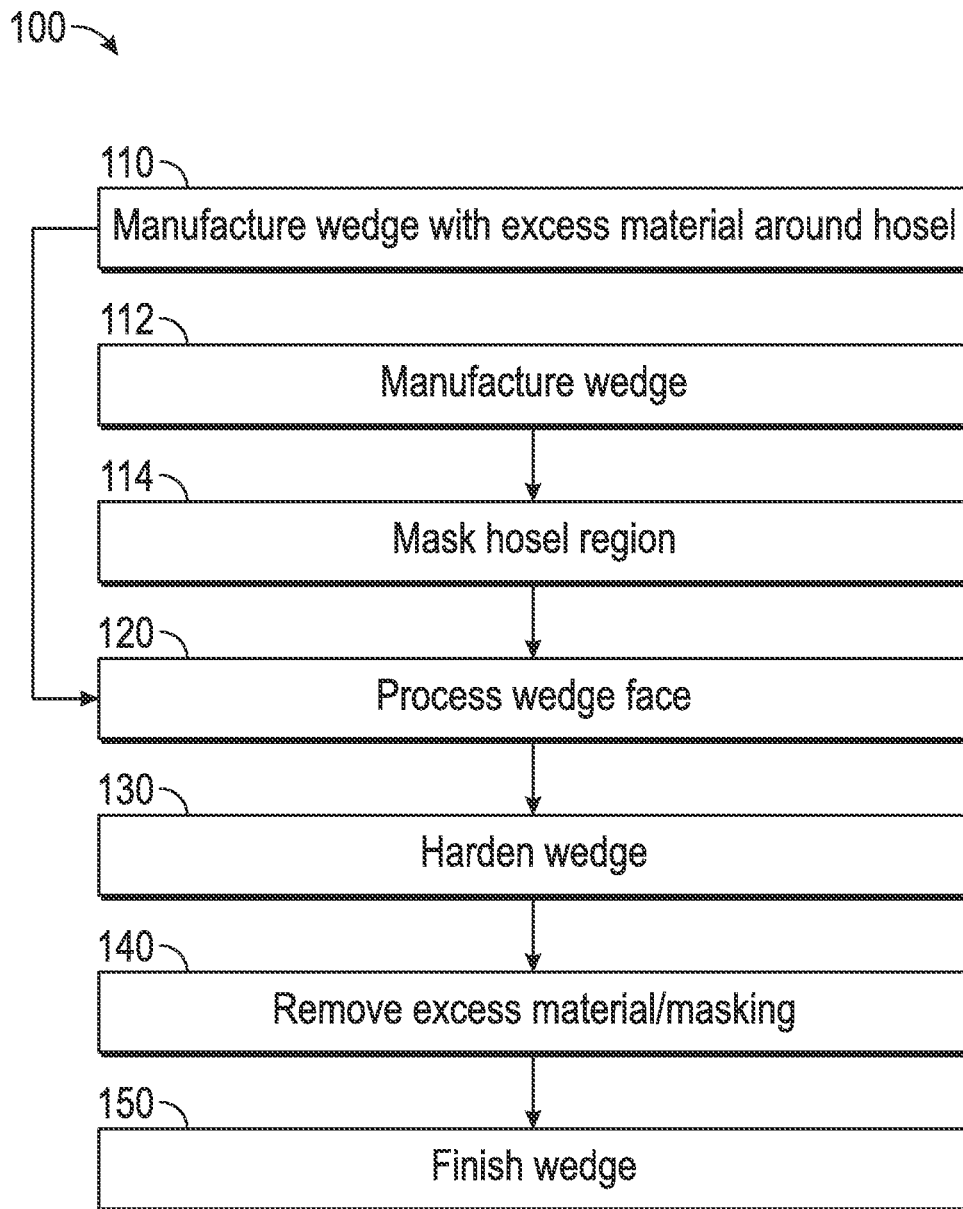 100
110
Manufacture wedge with excess material around hosel
112
Manufacture wedge
114
Mask hosel region
120
Process wedge face
130
Harden wedge
140
Remove excess material/masking
150
Finish wedge